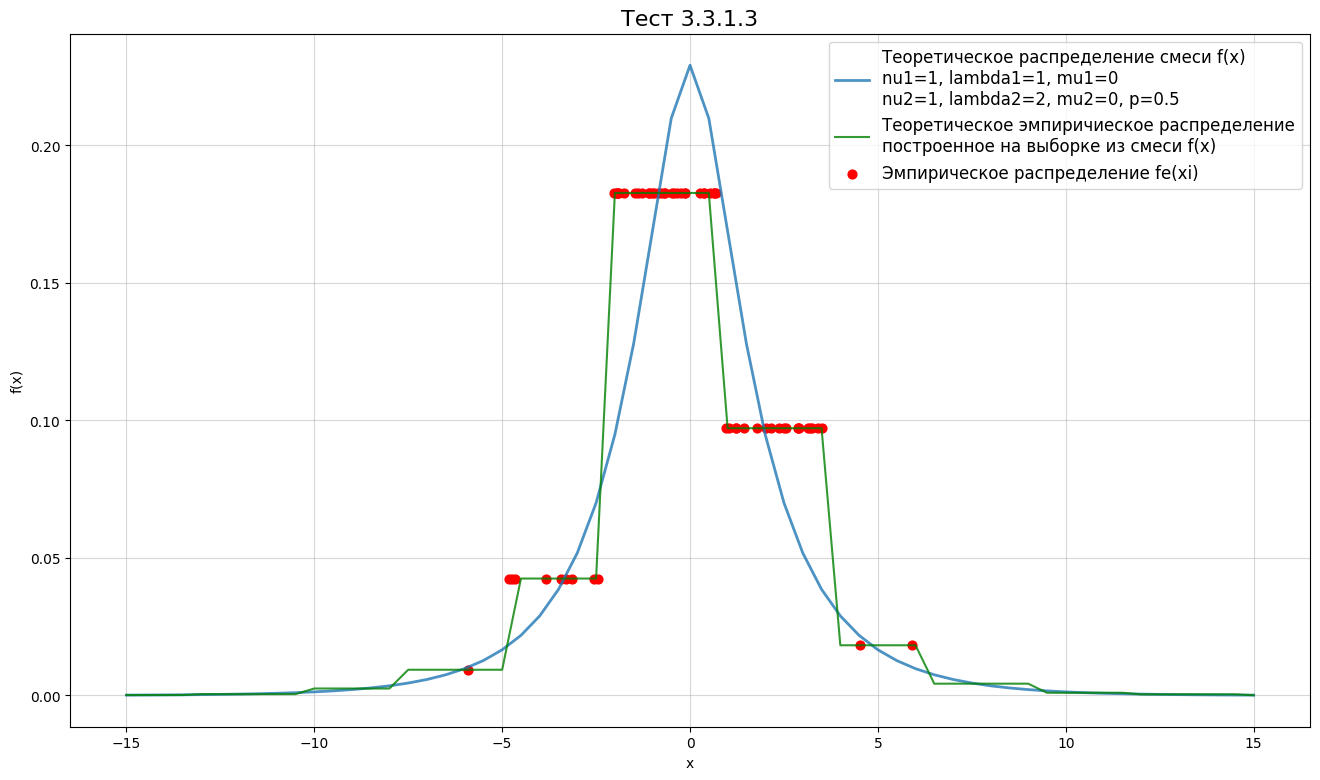 Тест 3.3.1.3
Теоретическое распределение смеси f(x)
nu1=1, lambda1=1, mu1=0
nu2=1, lambda2=2, mu2=0, p=0.5
Теоретическое эмпиричиеское распределение
построенное на выборке из смеси f(x)
Эмпирическое распределение fe(xi)
f(x)
0.20
0.15
0.10
0.05
0.00
−15
−10
−5
0
5
10
15
x